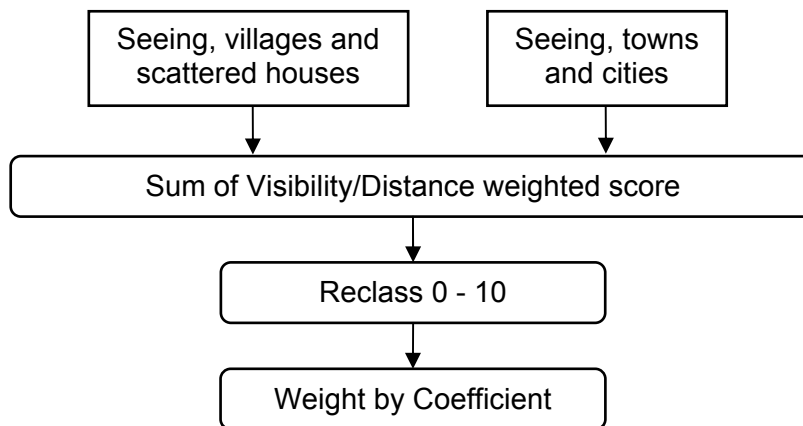 Seeing, villages and
scattered houses
Seeing, towns
and cities
Sum of Visibility/Distance weighted score
Reclass 0 - 10
Weight by Coefficient